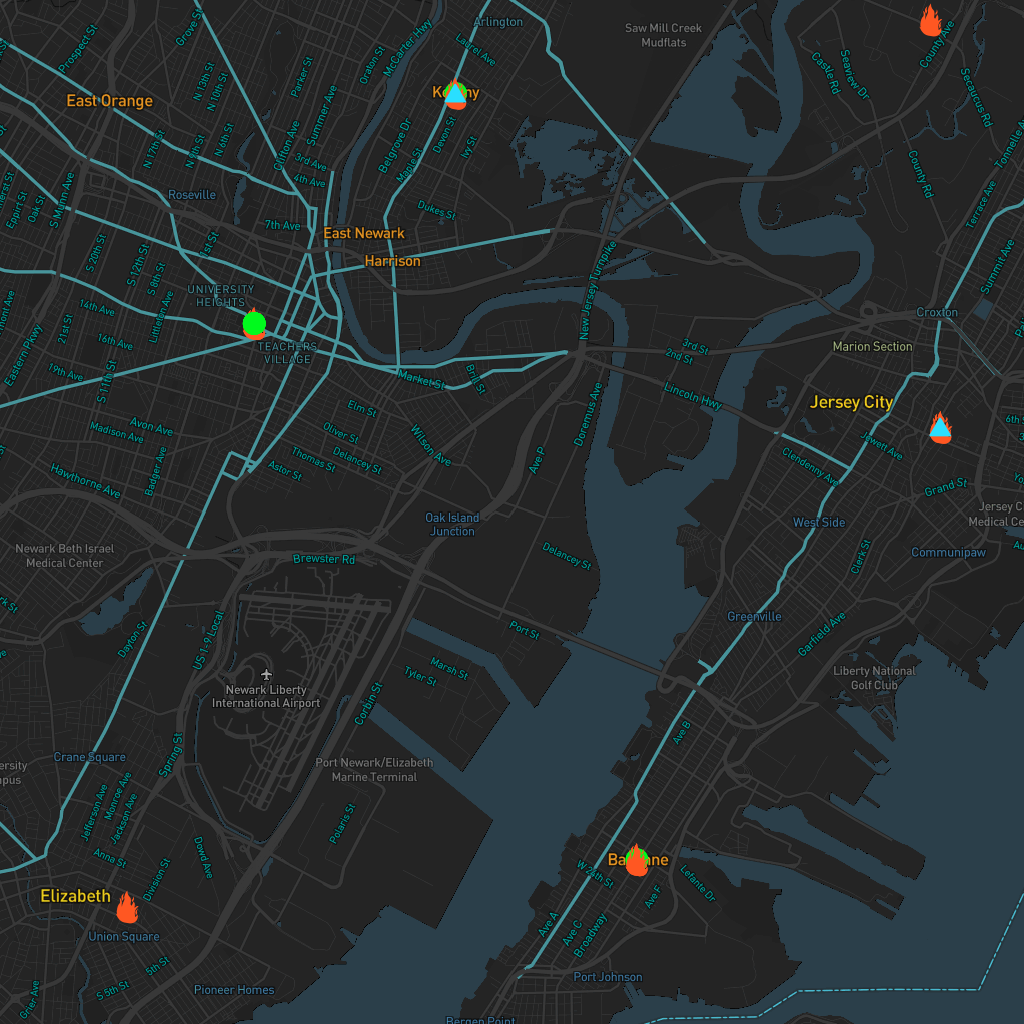 Arlington
Saw Mill Creek
Mudflats
Grove St
Prospect St
McCarter Hwy
Laurel Ave
County Ave
Oraton St
Parker St
N 13th St
N 10th St
Castle Rd
Seaview Dr
Secaucus Rd
East Orange
Summer Ave
Devon St
Ivy St
Belgrove Dr
Maple St
Clifton Ave
N 6th St
N 9th St
N 17th St
3rd Ave
4th Ave
Tonnelle A
County Rd
Terrace Ave
Roseville
Oak St
Eppirt St
S Munn Ave
Dukes St
7th Ave
East Newark
Harrison
1st St
S 20th St
S 12th St
S 8th St
Summit Ave
New Jersey Turnpike
UNIVERSITY
HEIGHTS
Littleton Ave
14th Ave
16th Ave
21st St
Croxton
TEACHERS
VILLAGE
Eastern Pkwy
19th Ave
S 11th St
Market St
Brill St
3rd St
2nd St
Marion Section
Lincoln Hwy
Jersey City
Elm St
Doremus Ave
Avon Ave
Madison Ave
Oliver St
Wilson Ave
Thomas St
Delancey St
Ave P
Jewett Ave
Clendenny Ave
Badger Ave
Astor St
Hawthorne Ave
Grand St
Jersey C
Medical Ce
Oak Island
Junction
West Side
Newark Beth Israel
Medical Center
Brewster Rd
Delancey St
Clerk St
Communipaw
Greenville
Dayton St
US 1-9 Local
Port St
Garfield Ave
Marsh St
Tyler St
Liberty National
Golf Club
Newark Liberty
International Airport
Corbin St
Ave B
Crane Square
Spring St
Port Newark/Elizabeth
Marine Terminal
Jefferson Ave
Monroe Ave
Jackson Ave
Polaris St
Anna St
Dowd Ave
Division St
W 24th St
Lefante Dr
Elizabeth
Ave F
Ave A
Ave C
Broadway
Union Square
5th St
S 5th St
Pioneer Homes
Port Johnson
Grier Ave
Bergen Point